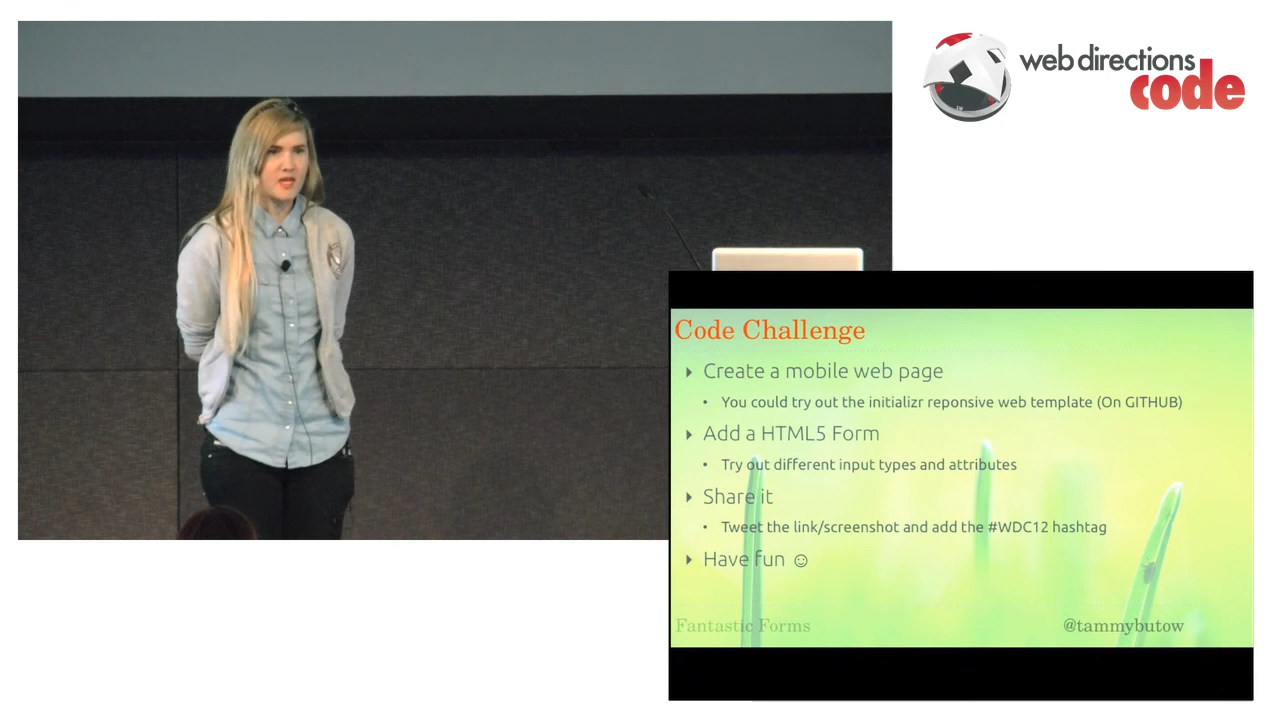 web directions
code
Code Challenge
Create a mobile web page
• You could try out the initializr reponsive web template (On GITHUB)
Add a HTML5 Form
• Try out different input types and attributes
Share it
• Tweet the link/screenshot and add the #WDC12 hashtag
Have fun ☺
Fantastic Forms
@tammybutow